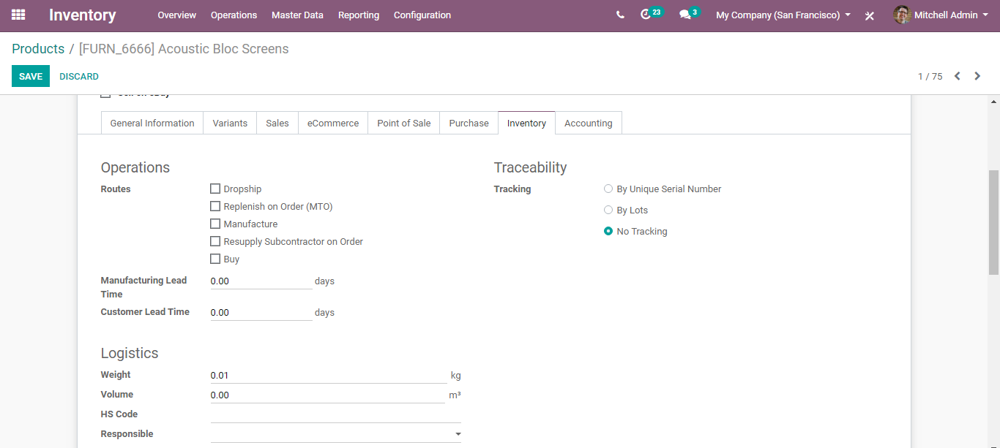 Inventory Overview Operations Master Data Reporting Configuration 23 3 My Company (San Francisco) Mitchell Admin
Products / [FURN_6666] Acoustic Bloc Screens
SAVE DISCARD 1 / 75
General Information Variants Sales eCommerce Point of Sale Purchase Inventory Accounting
Operations
Routes
Dropship
Replenish on Order (MTO)
Manufacture
Resupply Subcontractor on Order
Buy
Manufacturing Lead
Time
0.00 days
Customer Lead Time 0.00 days
Traceability
Tracking
By Unique Serial Number
By Lots
No Tracking
Logistics
Weight 0.01 kg
Volume 0.00 m³
HS Code
Responsible